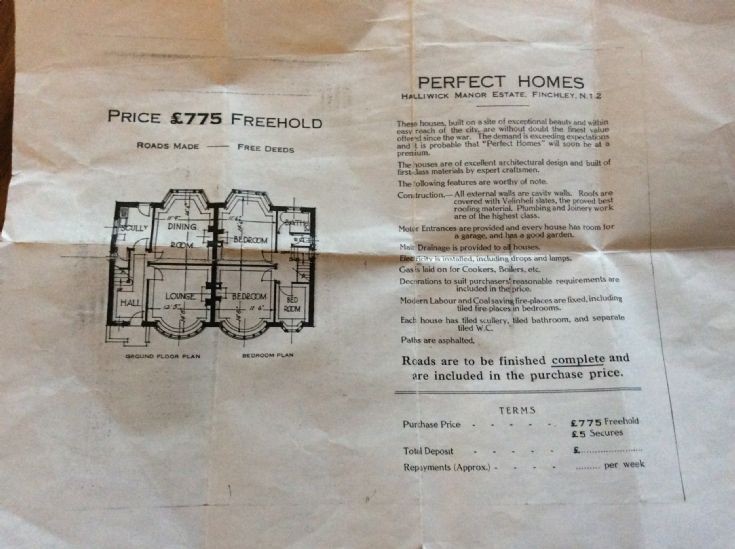 PRICE £775 FREEHOLD
ROADS MADE — FREE DEEDS
SCULLY
DINING
ROOM
BEDROOM
BATH
HALL
LOUNGE
12'-5"
BEDROOM
11'-6"
BED
ROOM
GROUND FLOOR PLAN
BEDROOM PLAN
PERFECT HOMES
HALLIWICK MANOR ESTATE, FINCHLEY, N.12
These houses, built on a site of exceptional beauty and within
easy reach of the city, are without doubt the finest value
offered since the war. The demand is exceeding expectations
and it is probable that "Perfect Homes" will soon be at a
premium.
The houses are of excellent architectural design and built of
first-class materials by expert craftsmen.
The following features are worthy of note.
Construction.—All external walls are cavity walls. Roofs are
covered with Velinheli slates, the proved best
roofing material. Plumbing and Joinery work
are of the highest class.
Motor Entrances are provided and every house has room for
a garage, and has a good garden.
Main Drainage is provided to all houses.
Electricity is installed, including drops and lamps.
Gas is laid on for Cookers, Boilers, etc.
Decorations to suit purchasers' reasonable requirements are
included in the price.
Modern Labour and Coal saving fire-places are fixed, including
tiled fire places in bedrooms.
Each house has tiled scullery, tiled bathroom, and separate
tiled W.C.
Paths are asphalted.
Roads are to be finished complete and
are included in the purchase price.
TERMS
Purchase Price - - - - - £775 Freehold
£5 Secures
Total Deposit - - - - £.....................
Repayments (Approx.) - - - - ......... per week